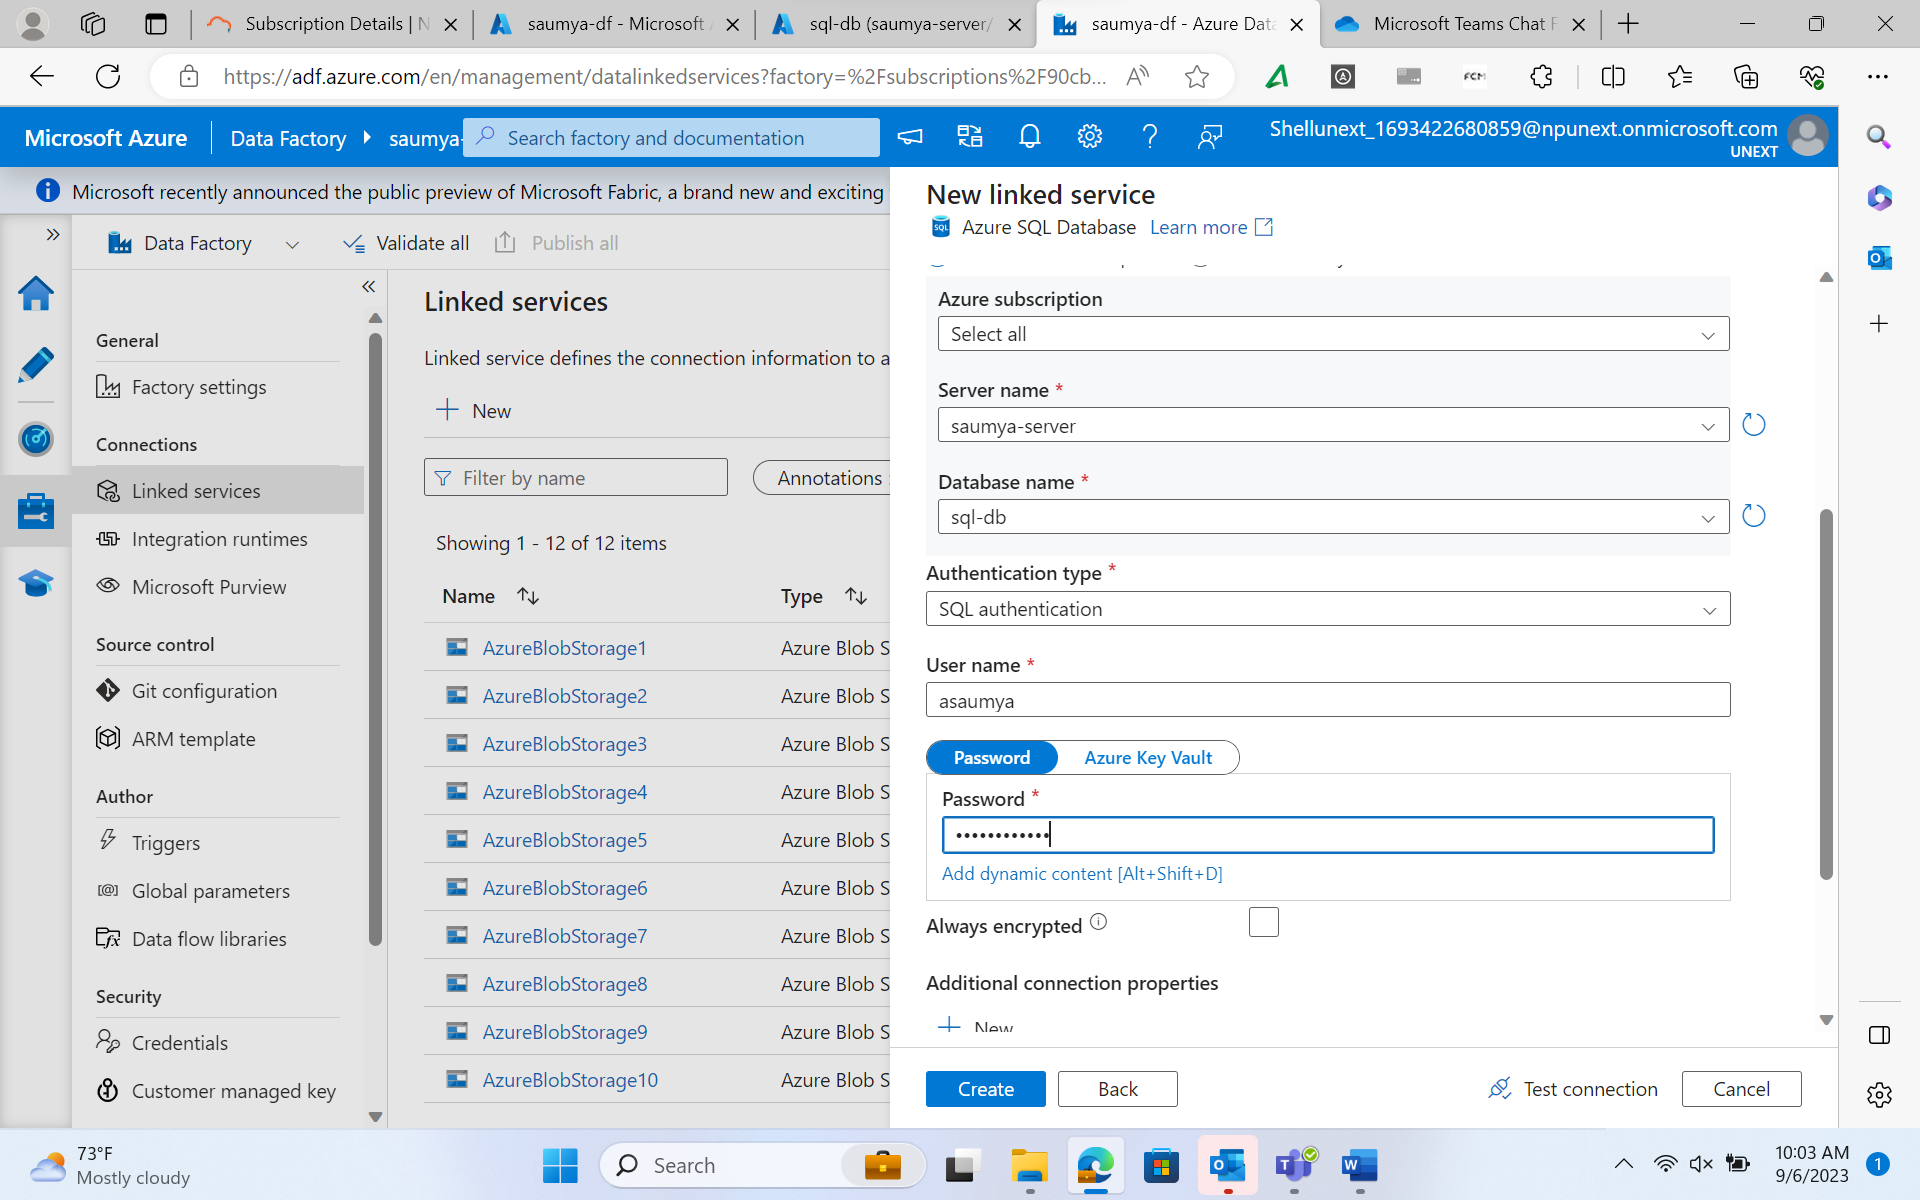 Subscription Details | N
saumya-df - Microsoft A
sql-db (saumya-server/
saumya-df - Azure Data
Microsoft Teams Chat F
https://adf.azure.com/en/management/datalinkedservices?factory=%2Fsubscriptions%2F90cb...
FCM
Microsoft Azure
Data Factory
saumya-
Search factory and documentation
Shellunext_1693422680859@npunext.onmicrosoft.com
UNEXT
Microsoft recently announced the public preview of Microsoft Fabric, a brand new and exciting
Data Factory
Validate all
Publish all
General
Factory settings
Connections
Linked services
Integration runtimes
Microsoft Purview
Source control
Git configuration
ARM template
Author
Triggers
Global parameters
Data flow libraries
Security
Credentials
Customer managed key
Linked services
Linked service defines the connection information to a
New
Filter by name
Annotations :
Showing 1 - 12 of 12 items
Name
Type
AzureBlobStorage1 Azure Blob S
AzureBlobStorage2 Azure Blob S
AzureBlobStorage3 Azure Blob S
AzureBlobStorage4 Azure Blob S
AzureBlobStorage5 Azure Blob S
AzureBlobStorage6 Azure Blob S
AzureBlobStorage7 Azure Blob S
AzureBlobStorage8 Azure Blob S
AzureBlobStorage9 Azure Blob S
AzureBlobStorage10 Azure Blob S
New linked service
SQL Azure SQL Database Learn more
Azure subscription
Select all
Server name *
saumya-server
Database name *
sql-db
Authentication type *
SQL authentication
User name *
asaumya
Password
Azure Key Vault
Password *
••••••••••••
Add dynamic content [Alt+Shift+D]
Always encrypted
Additional connection properties
New
Create
Back
Test connection
Cancel
73°F
Mostly cloudy
Search
10:03 AM
9/6/2023
1